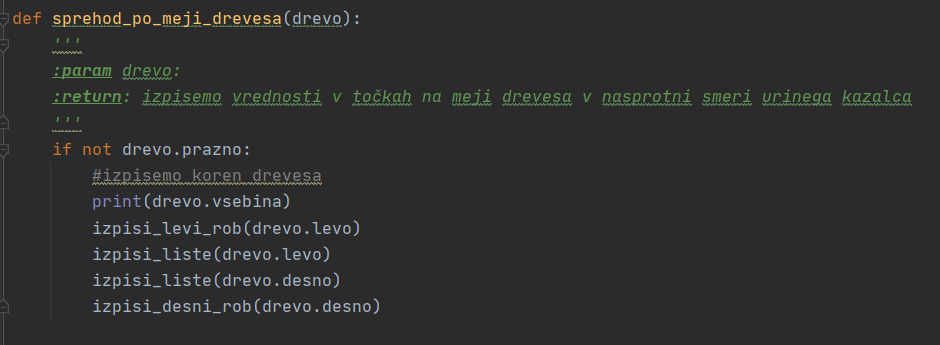 def sprehod_po_meji_drevesa(drevo):
    '''
    :param drevo:
    :return: izpisemo vrednosti v točkah na meji drevesa v nasprotni smeri urinega kazalca
    '''
    if not drevo.prazno:
        #izpisemo koren drevesa
        print(drevo.vsebina)
        izpisi_levi_rob(drevo.levo)
        izpisi_liste(drevo.levo)
        izpisi_liste(drevo.desno)
        izpisi_desni_rob(drevo.desno)